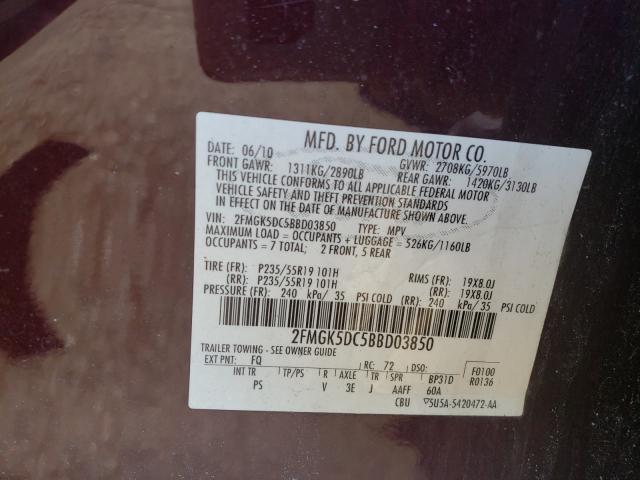 MFD. BY FORD MOTOR CO.
DATE: 06/10 GVWR: 2708KG/5970LB
FRONT GAWR: 1311KG/2890LB REAR GAWR: 1420KG/3130LB
THIS VEHICLE CONFORMS TO ALL APPLICABLE FEDERAL MOTOR
VEHICLE SAFETY AND THEFT PREVENTION STANDARDS
IN EFFECT ON THE DATE OF MANUFACTURE SHOWN ABOVE.
VIN: 2FMGK5DC5BBD03850 TYPE: MPV
MAXIMUM LOAD = OCCUPANTS + LUGGAGE = 526KG/1160LB
OCCUPANTS = 7 TOTAL; 2 FRONT, 5 REAR
TIRE (FR): P235/55R19 101H RIMS (FR): 19X8.0J
(RR): P235/55R19 101H (RR): 19X8.0J
PRESSURE (FR): 240 kPa/ 35 PSI COLD (RR): 240 kPa/ 35 PSI COLD
2FMGK5DC5BBD03850
TRAILER TOWING - SEE OWNER GUIDE
EXT PNT: FQ RC: 72 DSO: F0100
R0136
INT TR TP/PS R AXLE TR SPR BP31D
PS V 3E J AAFF 60A
CBU ▽5U5A-5420472-AA